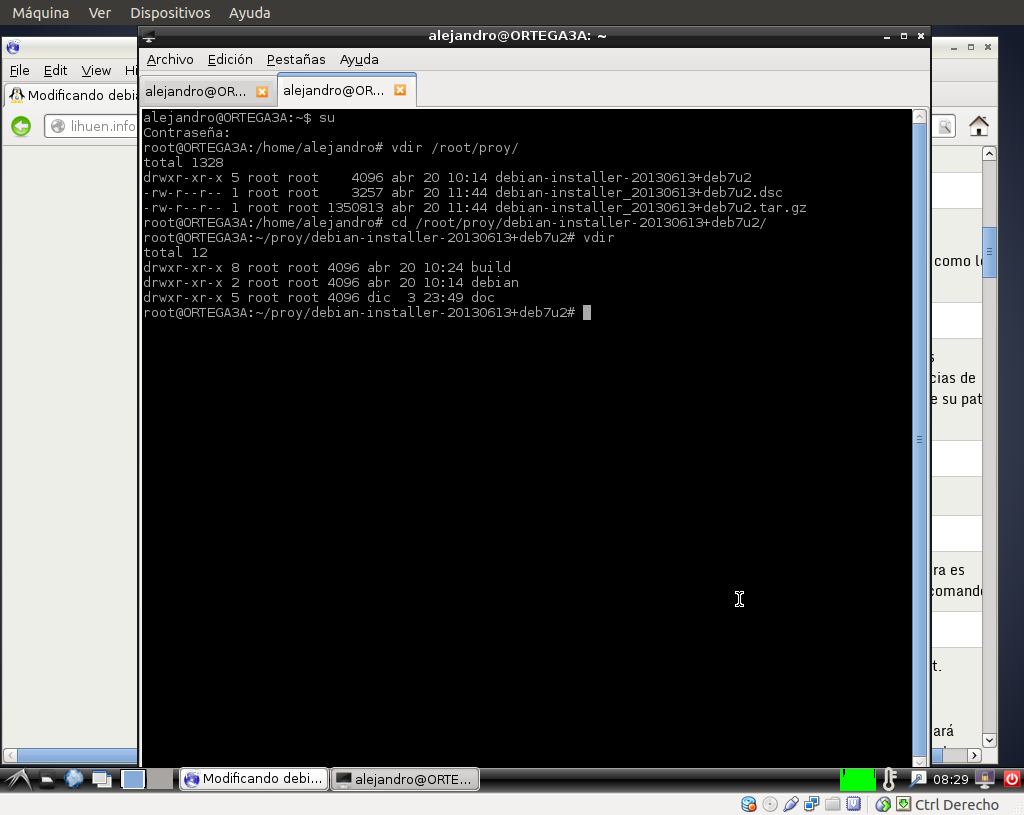 Máquina Ver Dispositivos Ayuda
alejandro@ORTEGA3A: ~
File Edit View Hi
Archivo Edición Pestañas Ayuda
Modificando debia
alejandro@OR...
alejandro@OR...
lihuen.info
alejandro@ORTEGA3A:~$ su
Contraseña:
root@ORTEGA3A:/home/alejandro# vdir /root/proy/
total 1328
drwxr-xr-x 5 root root    4096 abr 20 10:14 debian-installer-20130613+deb7u2
-rw-r--r-- 1 root root    3257 abr 20 11:44 debian-installer_20130613+deb7u2.dsc
-rw-r--r-- 1 root root 1350813 abr 20 11:44 debian-installer_20130613+deb7u2.tar.gz
root@ORTEGA3A:/home/alejandro# cd /root/proy/debian-installer-20130613+deb7u2/
root@ORTEGA3A:~/proy/debian-installer-20130613+deb7u2# vdir
total 12
drwxr-xr-x 8 root root 4096 abr 20 10:24 build
drwxr-xr-x 2 root root 4096 abr 20 10:14 debian
drwxr-xr-x 5 root root 4096 dic  3 23:49 doc
root@ORTEGA3A:~/proy/debian-installer-20130613+deb7u2#
como l
s
cias de
e su pat
ra es
comand
t.
ará
Modificando debi...
alejandro@ORTE...
08:29
Ctrl Derecho